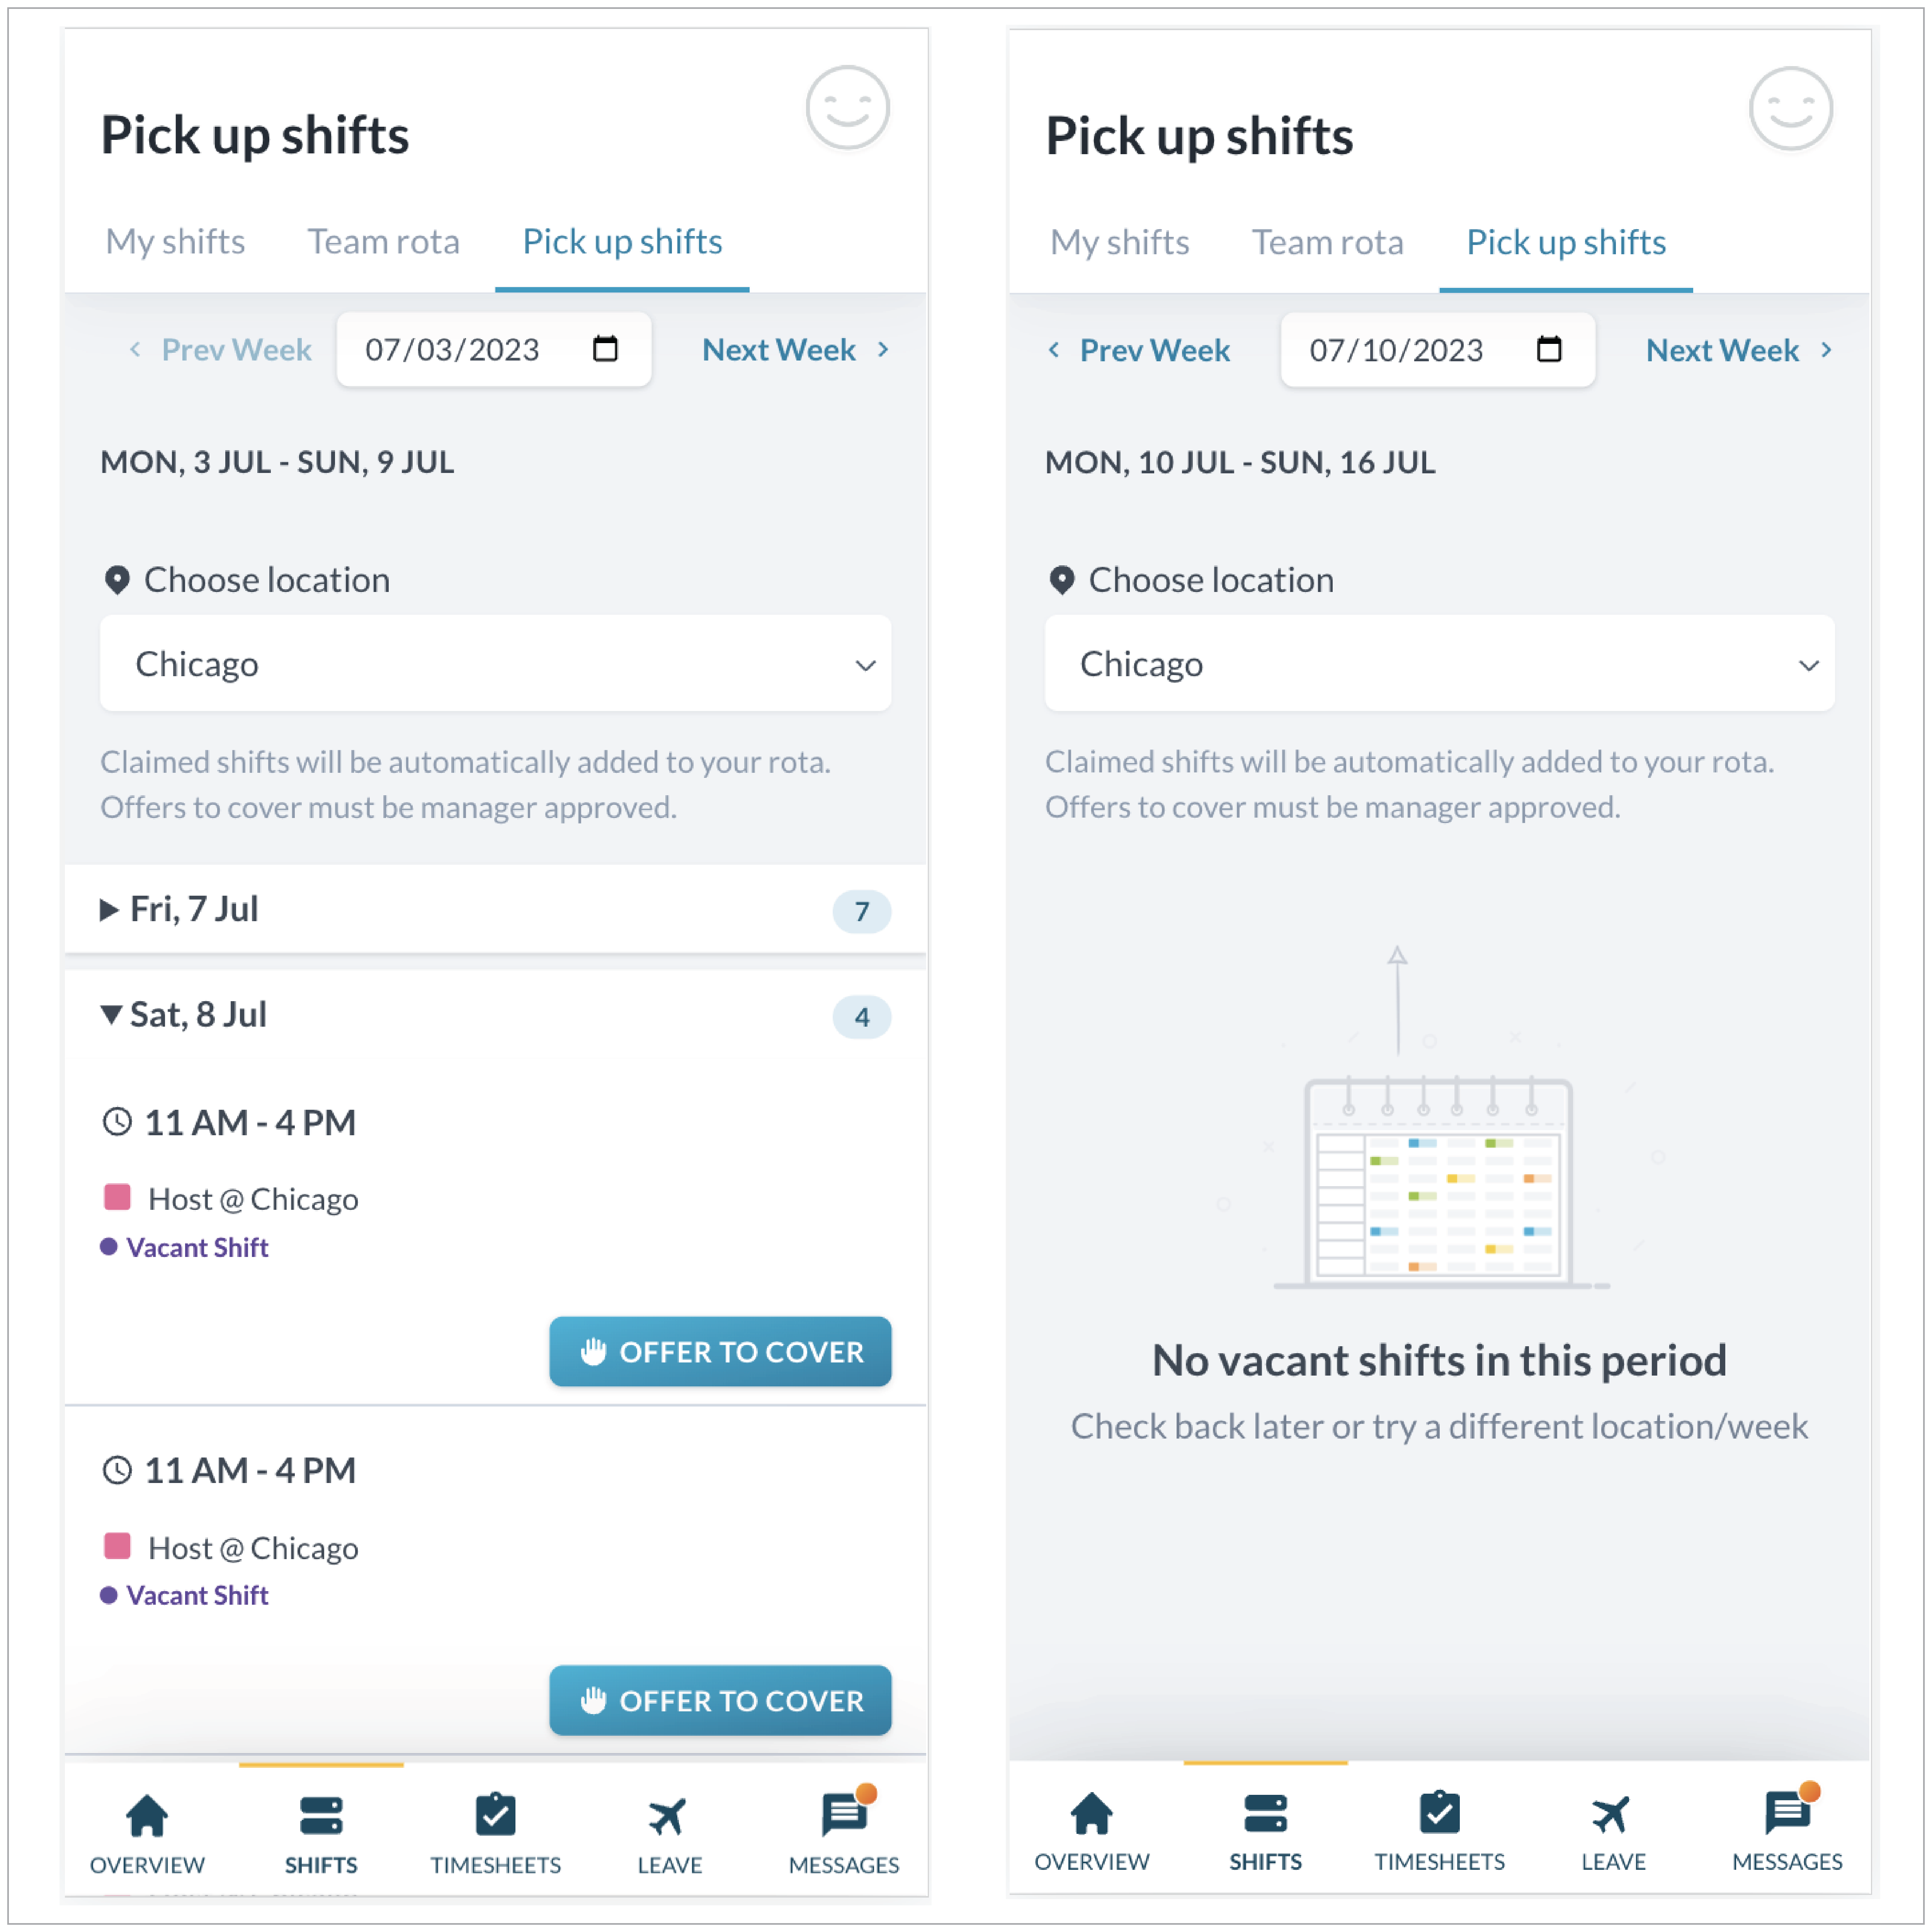 Pick up shifts
My shifts Team rota Pick up shifts
Prev Week 07/03/2023 Next Week
MON, 3 JUL - SUN, 9 JUL
Choose location
Chicago
Claimed shifts will be automatically added to your rota.
Offers to cover must be manager approved.
Fri, 7 Jul 7
Sat, 8 Jul 4
11 AM - 4 PM
Host @ Chicago
Vacant Shift
OFFER TO COVER
11 AM - 4 PM
Host @ Chicago
Vacant Shift
OFFER TO COVER
OVERVIEW SHIFTS TIMESHEETS LEAVE MESSAGES
Pick up shifts
My shifts Team rota Pick up shifts
Prev Week 07/10/2023 Next Week
MON, 10 JUL - SUN, 16 JUL
Choose location
Chicago
Claimed shifts will be automatically added to your rota.
Offers to cover must be manager approved.
No vacant shifts in this period
Check back later or try a different location/week
OVERVIEW SHIFTS TIMESHEETS LEAVE MESSAGES